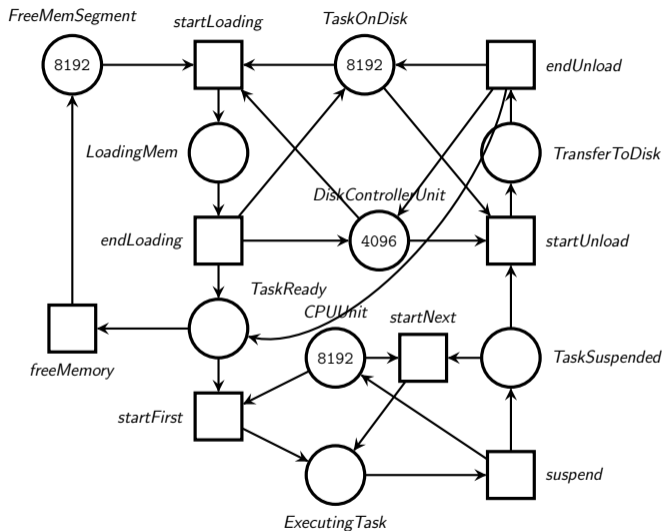 FreeMemSegment
startLoading
TaskOnDisk
8192
8192
endUnload
LoadingMem
TransferToDisk
DiskControllerUnit
endLoading
4096
startUnload
TaskReady
CPUUnit
startNext
8192
TaskSuspended
freeMemory
startFirst
suspend
ExecutingTask